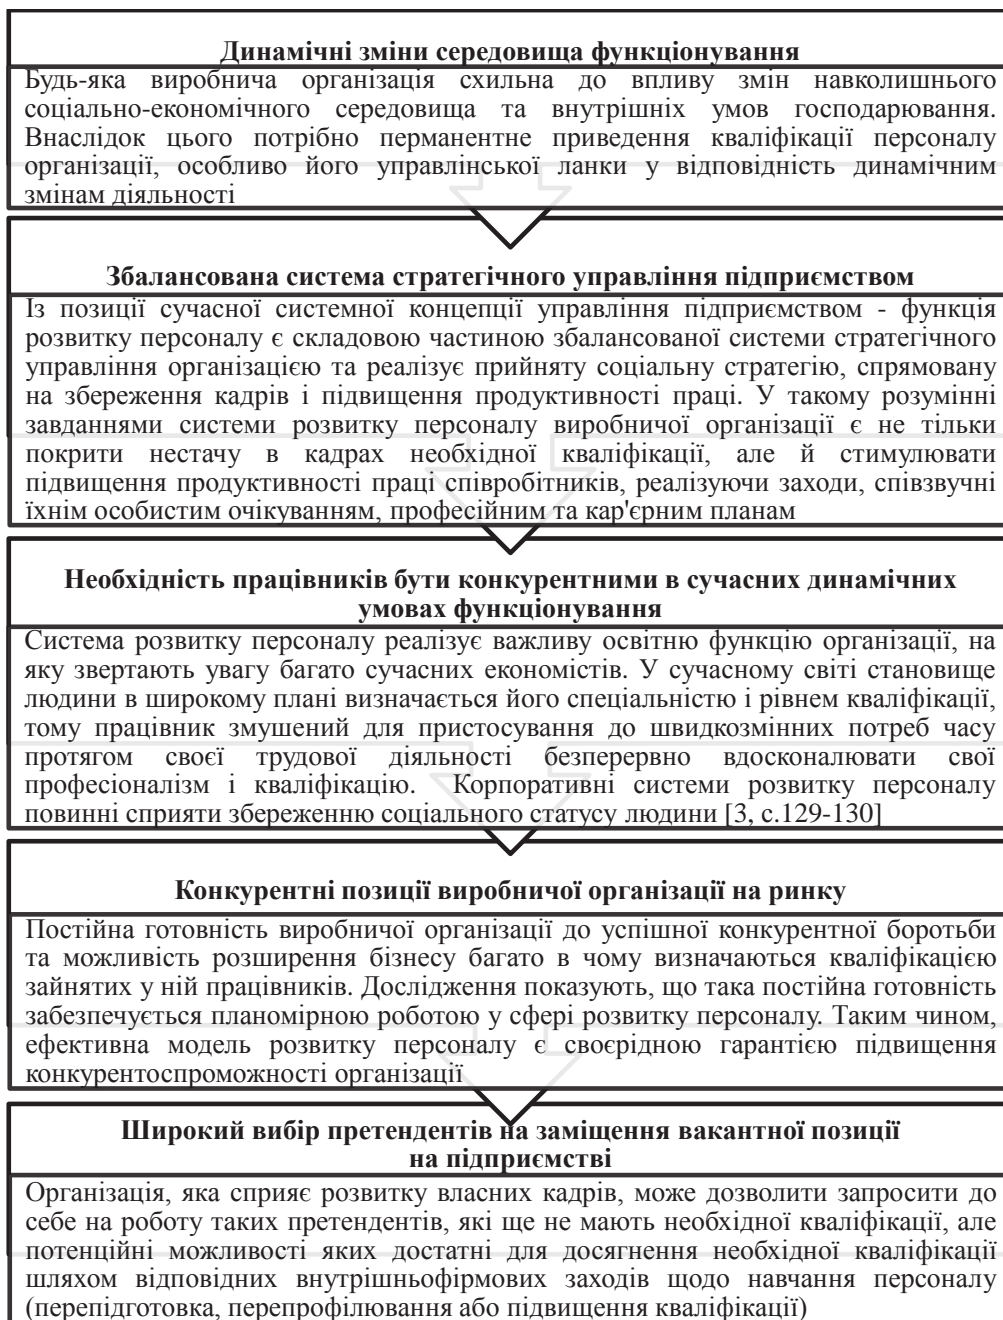 Динамічні зміни середовища функціонування
Будь-яка виробнича організація схильна до впливу змін навколишнього
соціально-економічного середовища та внутрішніх умов господарювання.
Внаслідок цього потрібно перманентне приведення кваліфікації персоналу
організації, особливо його управлінської ланки у відповідність динамічним
змінам діяльності
Збалансована система стратегічного управління підприємством
Із позиції сучасної системної концепції управління підприємством - функція
розвитку персоналу є складовою частиною збалансованої системи стратегічного
управління організацією та реалізує прийняту соціальну стратегію, спрямовану
на збереження кадрів і підвищення продуктивності праці. У такому розумінні
завданнями системи розвитку персоналу виробничої організації є не тільки
покрити нестачу в кадрах необхідної кваліфікації, але й стимулювати
підвищення продуктивності праці співробітників, реалізуючи заходи, співзвучні
їхнім особистим очікуванням, професійним та кар'єрним планам
Необхідність працівників бути конкурентними в сучасних динамічних
умовах функціонування
Система розвитку персоналу реалізує важливу освітню функцію організації, на
яку звертають увагу багато сучасних економістів. У сучасному світі становище
людини в широкому плані визначається його спеціальністю і рівнем кваліфікації,
тому працівник змушений для пристосування до швидкозмінних потреб часу
протягом своєї трудової діяльності безперервно вдосконалювати свої
професіоналізм і кваліфікацію. Корпоративні системи розвитку персоналу
повинні сприяти збереженню соціального статусу людини [3, с.129-130]
Конкурентні позиції виробничої організації на ринку
Постійна готовність виробничої організації до успішної конкурентної боротьби
та можливість розширення бізнесу багато в чому визначаються кваліфікацією
зайнятих у ній працівників. Дослідження показують, що така постійна готовність
забезпечується планомірною роботою у сфері розвитку персоналу. Таким чином,
ефективна модель розвитку персоналу є своєрідною гарантією підвищення
конкурентоспроможності організації
Широкий вибір претендентів на заміщення вакантної позиції
на підприємстві
Організація, яка сприяє розвитку власних кадрів, може дозволити запросити до
себе на роботу таких претендентів, які ще не мають необхідної кваліфікації, але
потенційні можливості яких достатні для досягнення необхідної кваліфікації
шляхом відповідних внутрішньофірмових заходів щодо навчання персоналу
(перепідготовка, перепрофілювання або підвищення кваліфікації)